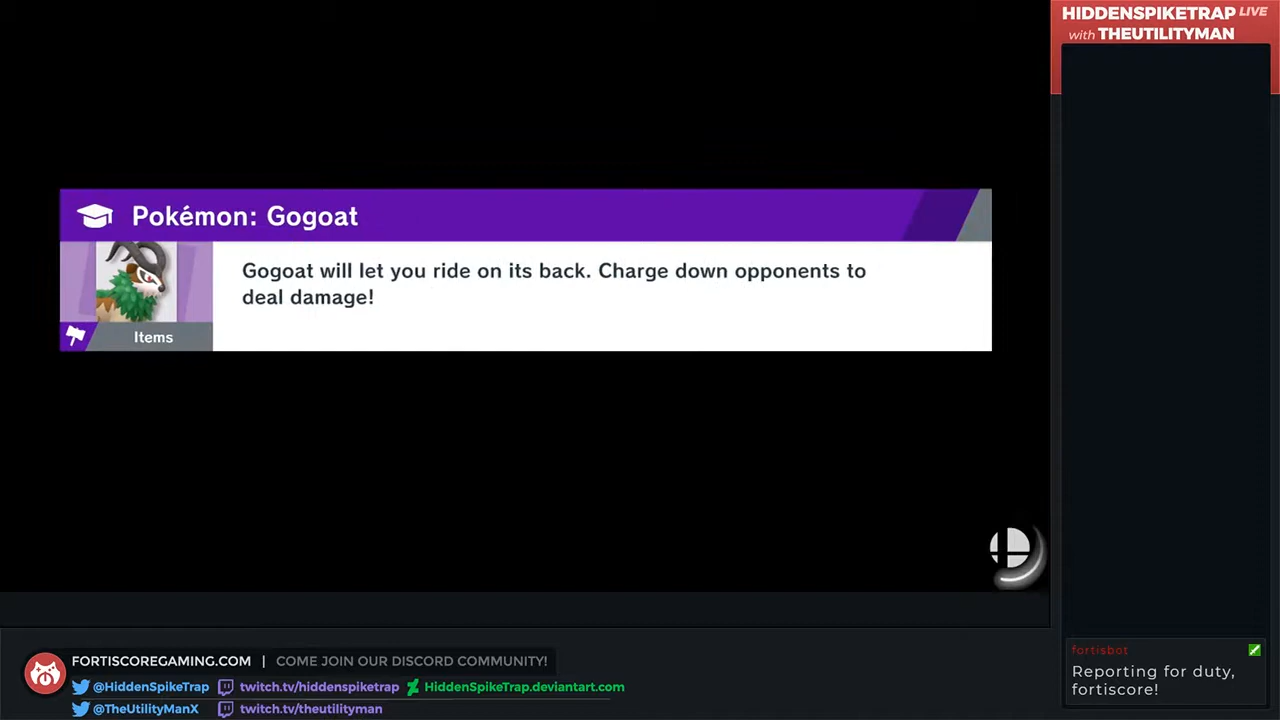 HIDDENSPIKETRAP LIVE
with THEUTILITYMAN
Pokémon: Gogoat
Gogoat will let you ride on its back. Charge down opponents to
deal damage!
Items
fortisbot
Reporting for duty,
fortiscore!
FORTISCOREGAMING.COM | COME JOIN OUR DISCORD COMMUNITY!
@HiddenSpikeTrap twitch.tv/hiddenspiketrap HiddenSpikeTrap.deviantart.com
@TheUtilityManX twitch.tv/theutilityman